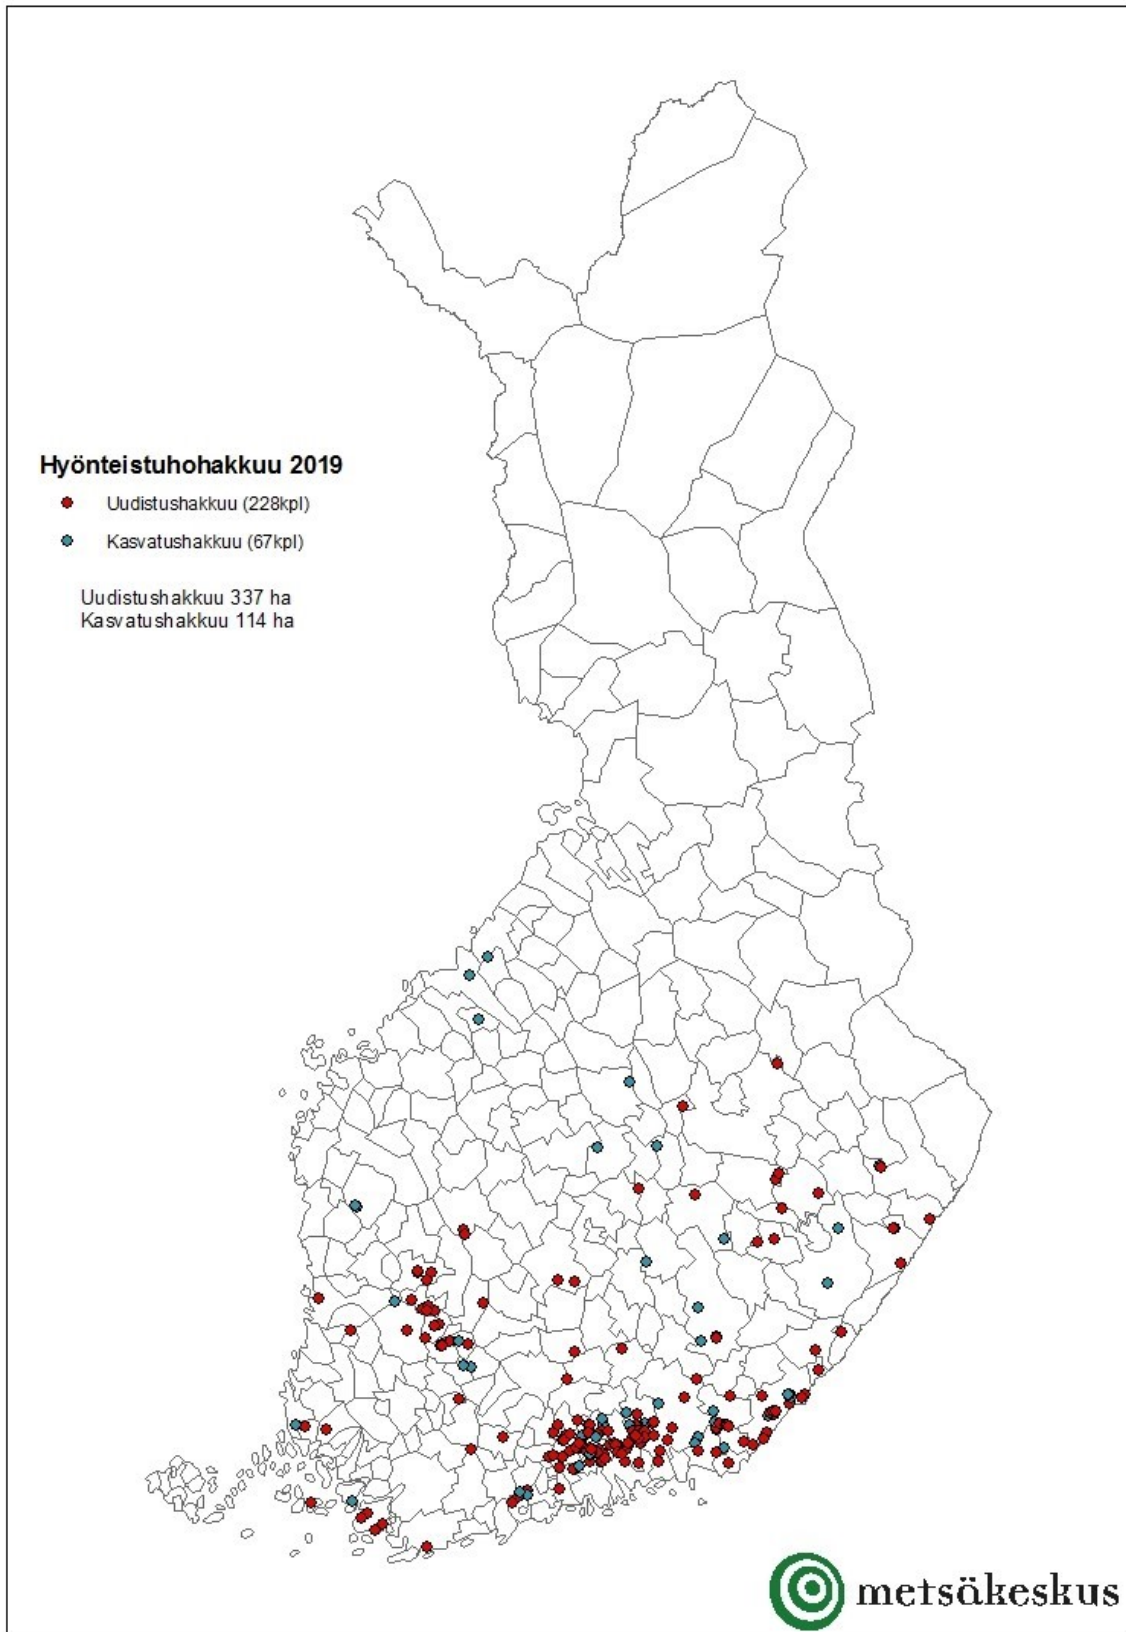 Hyönteistuhohakkuu 2019
Uudistushakkuu (228kpl)
Kasvatushakkuu (67kpl)
Uudistushakkuu 337 ha
Kasvatushakkuu 114 ha
metsäkeskus